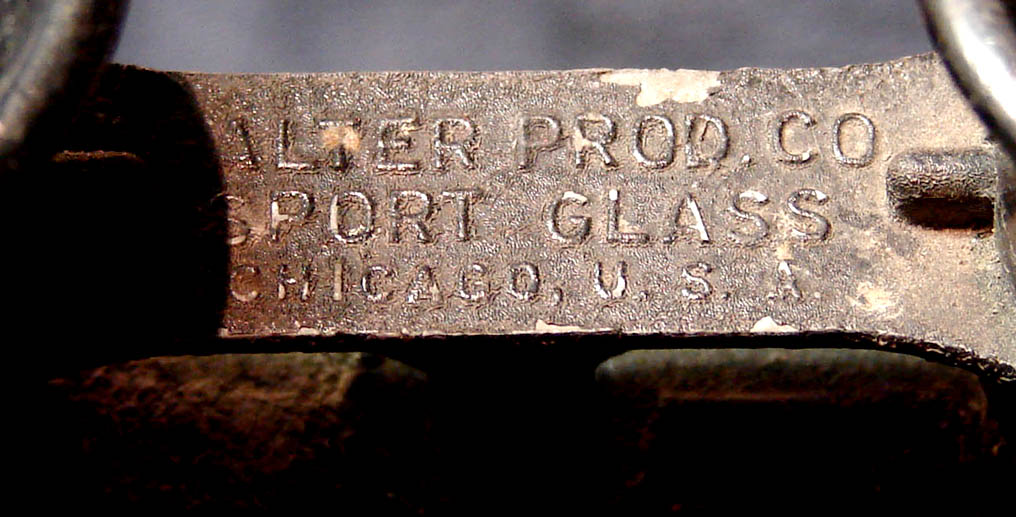 ALTER PROD. CO
SPORT GLASS
CHICAGO, U. S. A.